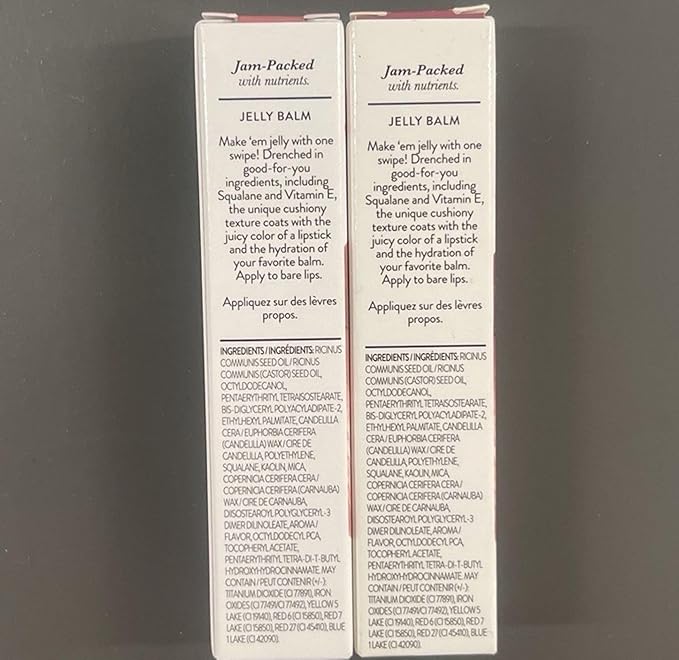 Jam-Packed
with nutrients.
JELLY BALM
Make 'em jelly with one
swipe! Drenched in
good-for-you
ingredients, including
Squalane and Vitamin E,
the unique cushiony
texture coats with the
juicy color of a lipstick
and the hydration of
your favorite balm.
Apply to bare lips.
Appliquez sur des lèvres
propos.
INGREDIENTS/INGRÉDIENTS: RICINUS
COMMUNIS SEED OIL/RICINUS
COMMUNIS (CASTOR) SEED OIL,
OCTYLDODECANOL,
PENTAERYTHRITYL TETRAISOSTEARATE,
BIS-DIGLYCERYL POLYACYLADIPATE-2,
ETHYLHEXYL PALMITATE, CANDELILLA
CERA/EUPHORBIA CERIFERA
(CANDELILLA) WAX/CIRE DE
CANDELILLA, POLYETHYLENE,
SQUALANE, KAOLIN, MICA,
COPERNICIA CERIFERA CERA/
COPERNICIA CERIFERA (CARNAUBA)
WAX/CIRE DE CARNAUBA,
DIISOSTEAROYL POLYGLYCERYL-3
DIMER DILINOLEATE, AROMA/
FLAVOR, OCTYLDODECYL PCA,
TOCOPHERYL ACETATE,
PENTAERYTHRITYL TETRA-DI-T-BUTYL
HYDROXYHYDROCINNAMATE. MAY
CONTAIN/PEUT CONTENIR (+/-):
TITANIUM DIOXIDE (CI 77891), IRON
OXIDES (CI 77491/CI 77492), YELLOW 5
LAKE (CI 19140), RED 6 (CI 15850), RED 7
LAKE (CI 15850), RED 27 (CI 45410), BLUE
1 LAKE (CI 42090).
Jam-Packed
with nutrients.
JELLY BALM
Make 'em jelly with one
swipe! Drenched in
good-for-you
ingredients, including
Squalane and Vitamin E,
the unique cushiony
texture coats with the
juicy color of a lipstick
and the hydration of
your favorite balm.
Apply to bare lips.
Appliquez sur des lèvres
propos.
INGREDIENTS/INGRÉDIENTS: RICINUS
COMMUNIS SEED OIL/RICINUS
COMMUNIS (CASTOR) SEED OIL,
OCTYLDODECANOL,
PENTAERYTHRITYL TETRAISOSTEARATE,
BIS-DIGLYCERYL POLYACYLADIPATE-2,
ETHYLHEXYL PALMITATE, CANDELILLA
CERA/EUPHORBIA CERIFERA
(CANDELILLA) WAX/CIRE DE
CANDELILLA, POLYETHYLENE,
SQUALANE, KAOLIN, MICA,
COPERNICIA CERIFERA CERA/
COPERNICIA CERIFERA (CARNAUBA)
WAX/CIRE DE CARNAUBA,
DIISOSTEAROYL POLYGLYCERYL-3
DIMER DILINOLEATE, AROMA/
FLAVOR, OCTYLDODECYL PCA,
TOCOPHERYL ACETATE,
PENTAERYTHRITYL TETRA-DI-T-BUTYL
HYDROXYHYDROCINNAMATE. MAY
CONTAIN/PEUT CONTENIR (+/-):
TITANIUM DIOXIDE (CI 77891), IRON
OXIDES (CI 77491/CI 77492), YELLOW 5
LAKE (CI 19140), RED 6 (CI 15850), RED 7
LAKE (CI 15850), RED 27 (CI 45410), BLUE
1 LAKE (CI 42090).